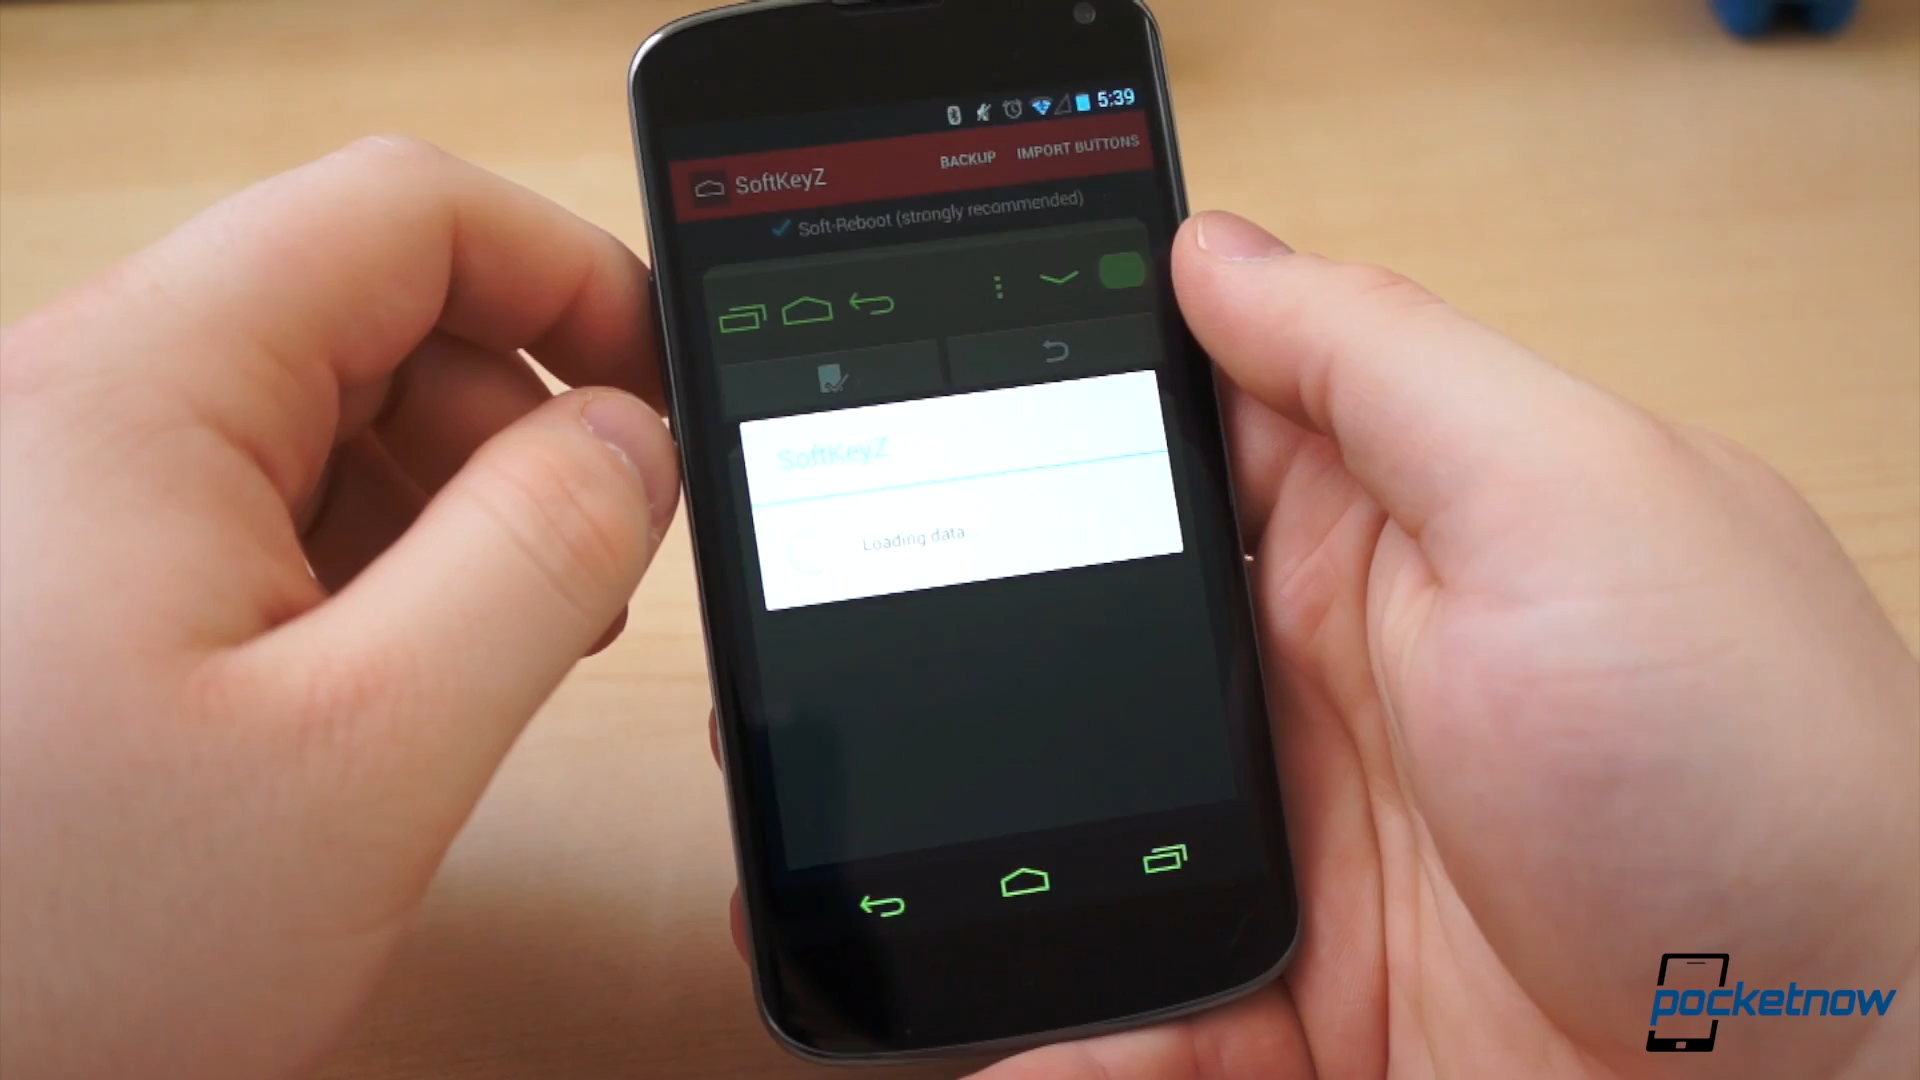 5:39
SoftKeyZ BACKUP IMPORT BUTTONS
Soft-Reboot (strongly recommended)
SoftKeyZ
Loading data
pocketnow